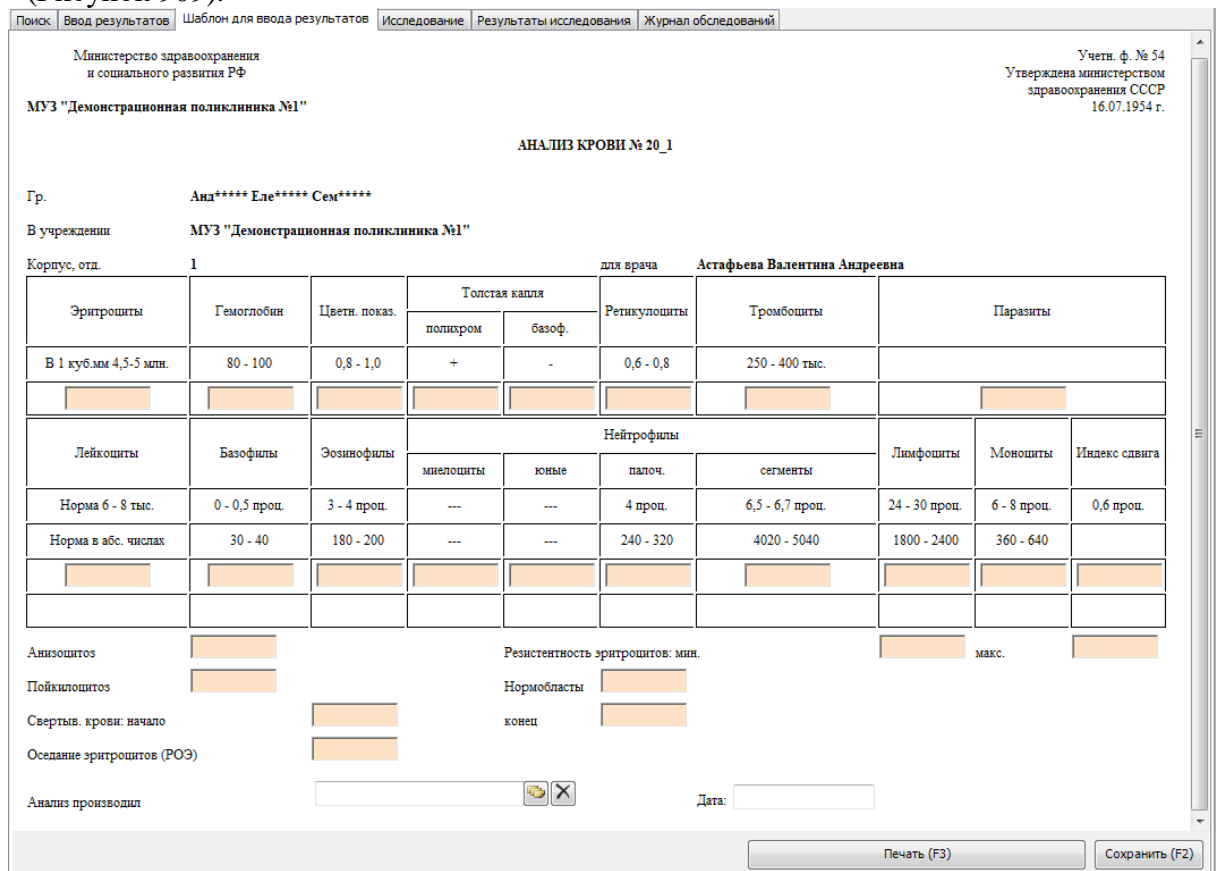 (Рисунок 969).
Поиск Ввод результатов Шаблон для ввода результатов Исследование Результаты исследования Журнал обследований
Министерство здравоохранения
и социального развития РФ
Учетн. ф. № 54
Утверждена министерством
здравоохранения СССР
16.07.1954 г.
МУЗ "Демонстрационная поликлиника №1"
АНАЛИЗ КРОВИ № 20_1
Гр. Анд***** Еле***** Сем*****
В учреждении МУЗ "Демонстрационная поликлиника №1"
Корпус, отд. 1 для врача Астафьева Валентина Андреевна
Эритроциты Гемоглобин Цветн. показ. Толстая капля Ретикулоциты Тромбоциты Паразиты
полихром базоф.
В 1 куб.мм 4,5-5 млн. 80 - 100 0,8 - 1,0 + - 0,6 - 0,8 250 - 400 тыс.
Лейкоциты Базофилы Эозинофилы Нейтрофилы Лимфоциты Моноциты Индекс сдвига
миелоциты юные палоч. сегменты
Норма 6 - 8 тыс. 0 - 0,5 проц. 3 - 4 проц. --- --- 4 проц. 6,5 - 6,7 проц. 24 - 30 проц. 6 - 8 проц. 0,6 проц.
Норма в абс. числах 30 - 40 180 - 200 --- --- 240 - 320 4020 - 5040 1800 - 2400 360 - 640
Анизоцитоз Резистентность эритроцитов: мин. макс.
Пойкилоцитоз Нормобласты
Свертыв. крови: начало конец
Оседание эритроцитов (РОЭ)
Анализ производил Дата:
Печать (F3) Сохранить (F2)